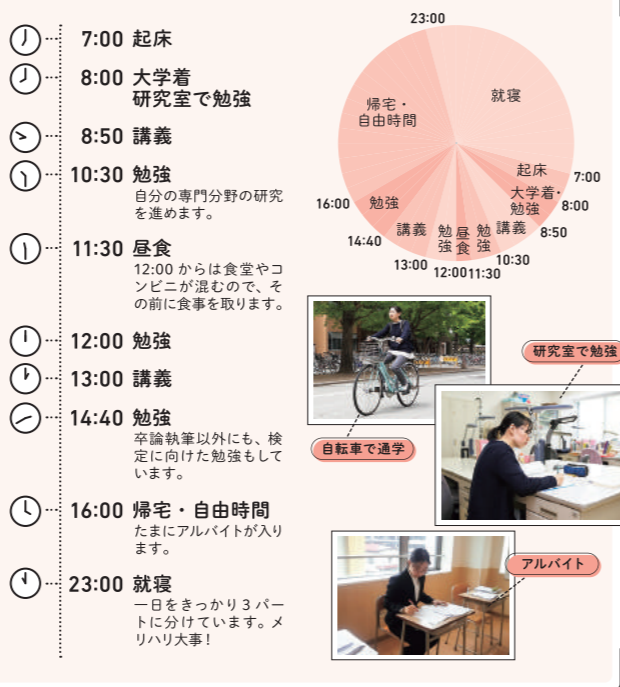 7:00 起床
8:00 大学着
研究室で勉強
8:50 講義
10:30 勉強
自分の専門分野の研究
を進めます。
11:30 昼食
12:00 からは食堂やコ
ンビニが混むので、そ
の前に食事を取ります。
12:00 勉強
13:00 講義
14:40 勉強
卒論執筆以外にも、検
定に向けた勉強もして
います。
16:00 帰宅・自由時間
たまにアルバイトが入り
ます。
23:00 就寝
一日をきっかり3パー
トに分けています。メ
リハリ大事!
23:00
就寝
帰宅・
自由時間
起床
7:00
大学着・
勉強
8:00
8:50
講義
10:30
勉強
11:30
昼食
12:00
勉強
13:00
講義
14:40
勉強
16:00
自転車で通学
研究室で勉強
アルバイト